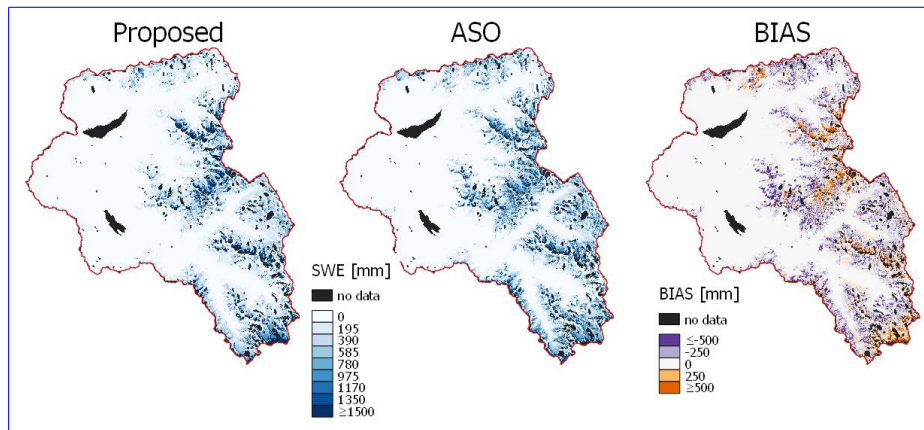 Proposed
ASO
BIAS
SWE [mm]
no data
0
195
390
585
780
975
1170
1350
≥1500
BIAS [mm]
no data
≤-500
-250
0
250
≥500